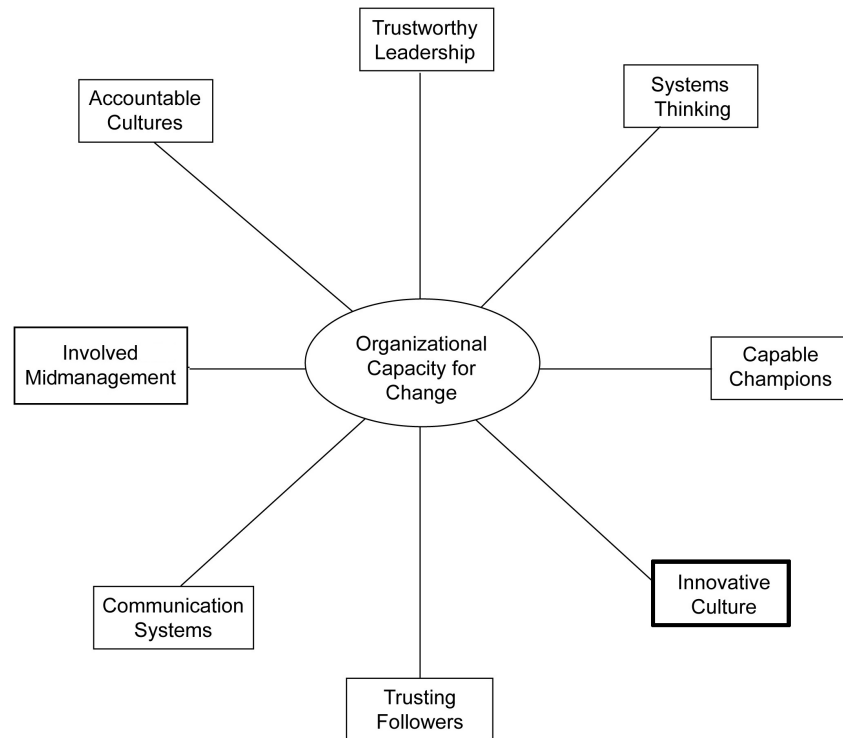 Trustworthy
Leadership
Systems
Thinking
Accountable
Cultures
Organizational
Capacity for
Change
Involved
Midmanagement
Capable
Champions
Innovative
Culture
Communication
Systems
Trusting
Followers